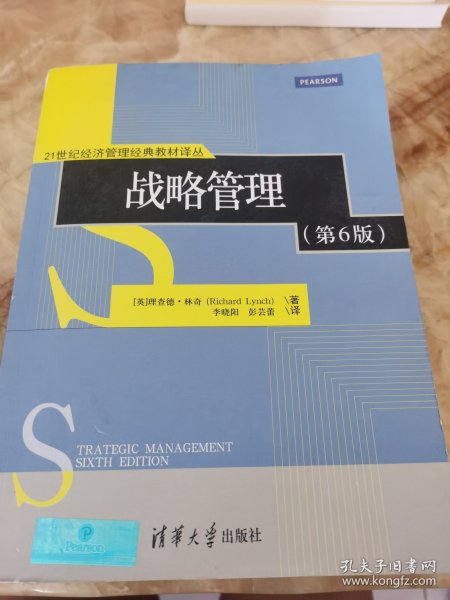 PEARSON
21世纪经济管理经典教材译丛
战略管理
(第6版)
[英]理查德·林奇 (Richard Lynch) \著
李晓阳 彭芸蕾 \译
STRATEGIC MANAGEMENT
SIXTH EDITION
P
Pearson
清华大学出版社
孔夫子旧书网
www.kongfz.com